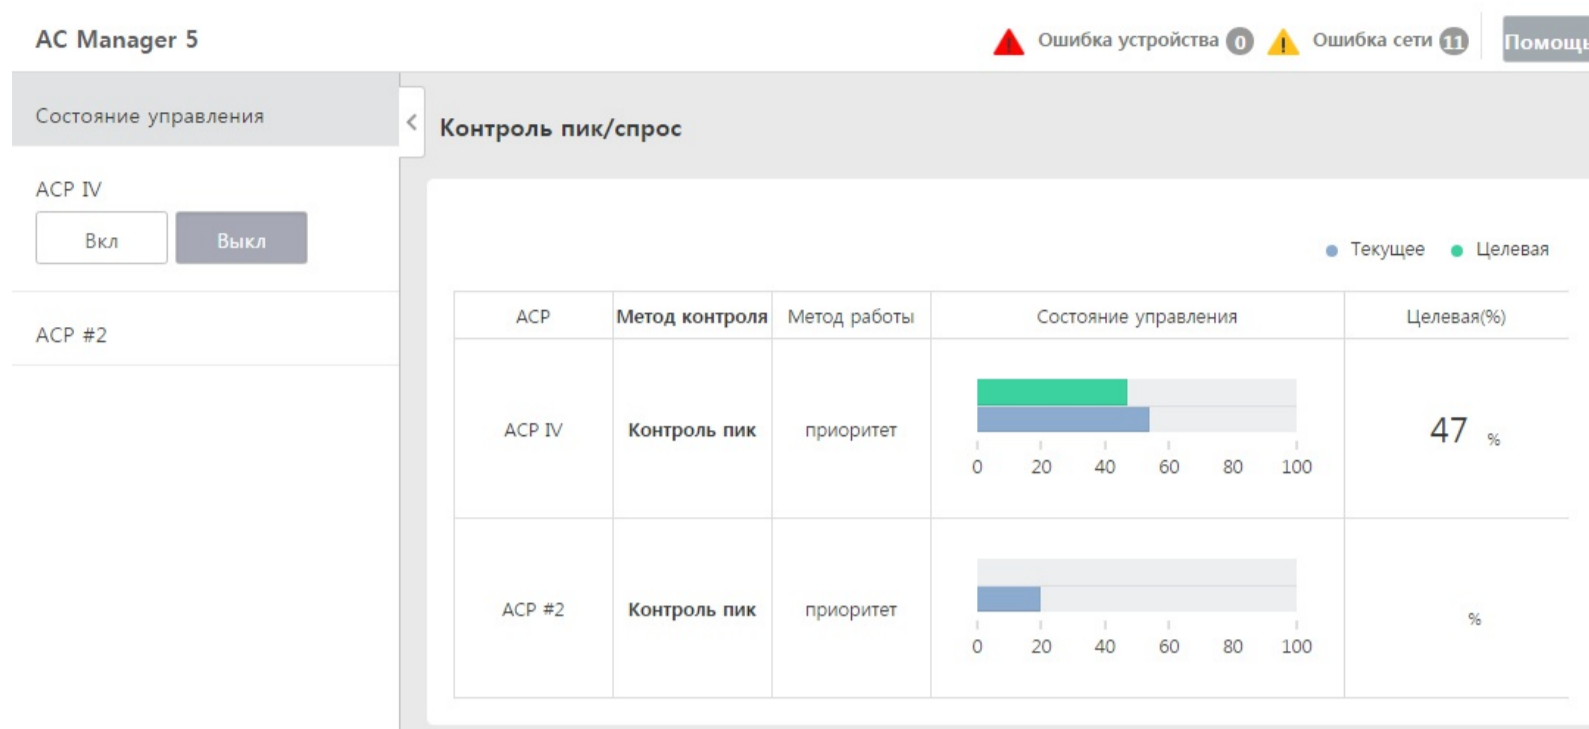 AC Manager 5
Ошибка устройства 0
Ошибка сети 11
Помощь
Состояние управления
<
Контроль пик/спрос
ACP IV
Вкл Выкл
ACP #2
Текущее Целевая
ACP Метод контроля Метод работы Состояние управления Целевая(%)
ACP IV Контроль пик приоритет 47 %
0 20 40 60 80 100
ACP #2 Контроль пик приоритет %
0 20 40 60 80 100